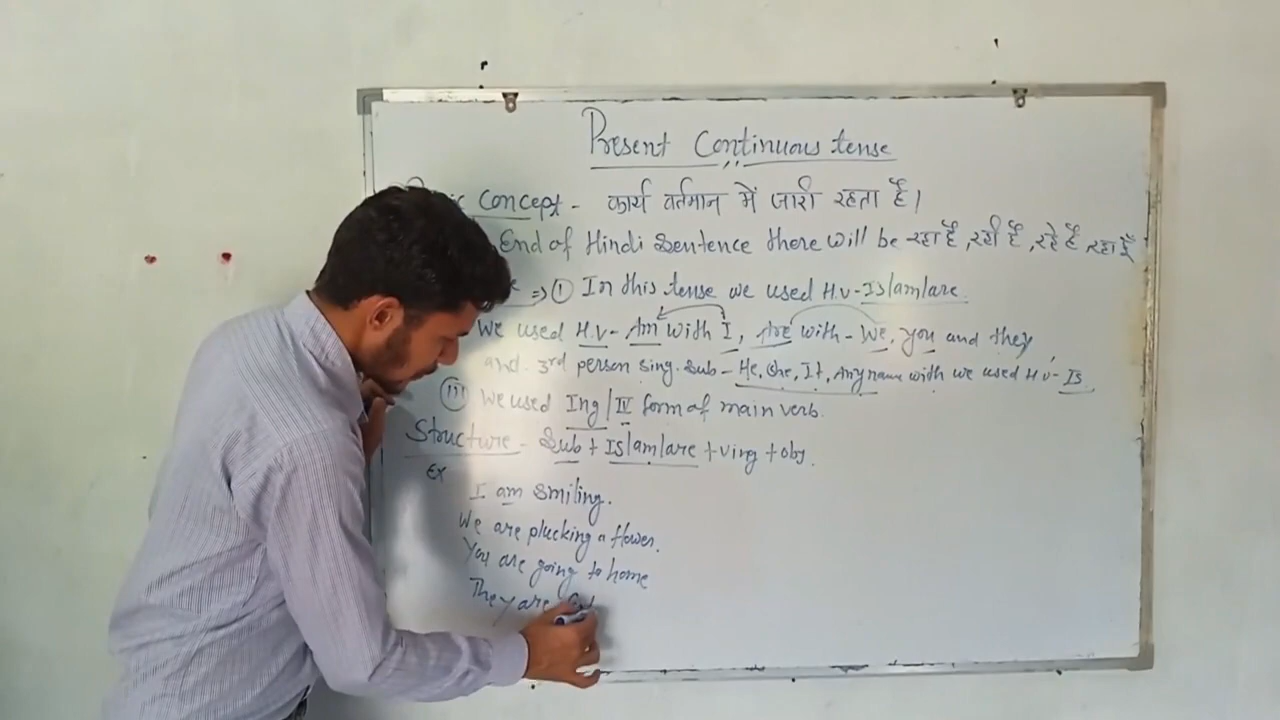 Present Continuous tense
Concept - कार्य वर्तमान में जारी रहता है।
End of Hindi Sentence there will be रहा है, रही है, रहे हैं, रहा हूँ
=> (I) In this tense we used H.V - Is/am/are.
We used H.V - Am with I, Are with - We, You and they
and 3rd person sing. Sub - He, She, It, Any name with we used H.V - Is.
(III) We used Ing/IV form of main verb.
Structure - Sub + Is/am/are + ving + obj.
Ex
I am smiling.
We are plucking a flower.
You are going to home
They are